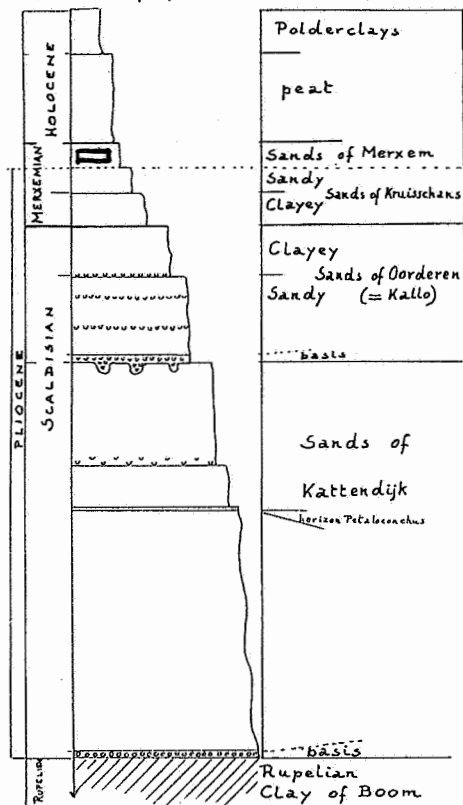 HOLOCENE
MERXEMIAN
PLIOCENE
SCALDISIAN
RUPELIAN
Polderclays
peat
Sands of Merxem
Sandy
Sands of Kruisschans
Clayey
Clayey
Sands of Oorderen
Sandy (= Kallo)
basis
Sands of
Kattendijk
horizon Petaloconchus
basis
Rupelian
Clay of Boom